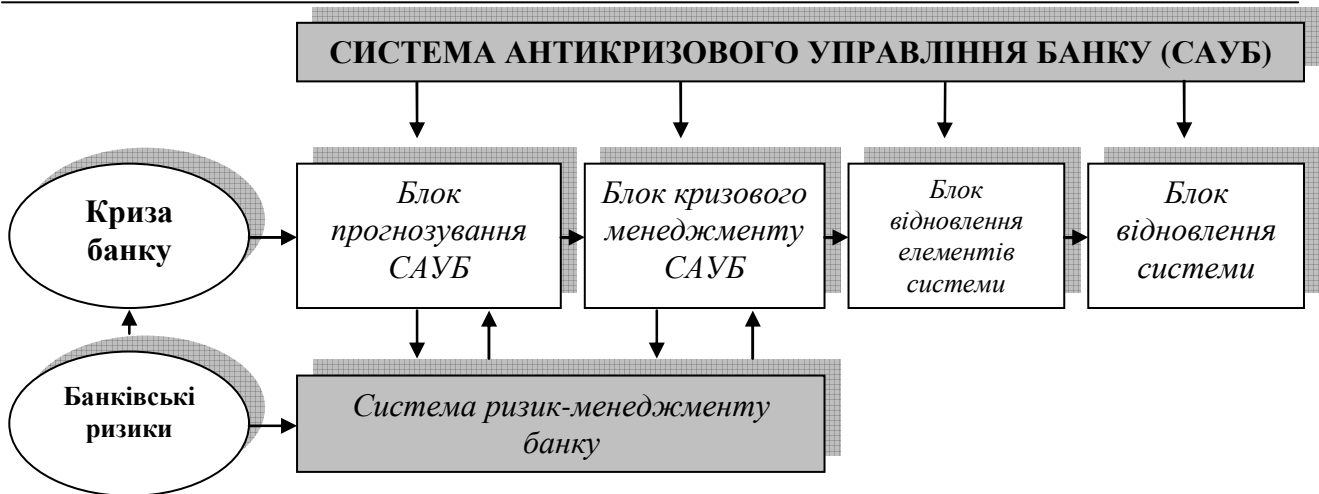 СИСТЕМА АНТИКРИЗОВОГО УПРАВЛІННЯ БАНКУ (САУБ)
Криза
банку
Блок
прогнозування
САУБ
Блок кризового
менеджменту
САУБ
Блок
відновлення
елементів
системи
Блок
відновлення
системи
Банківські
ризики
Система ризик-менеджменту
банку